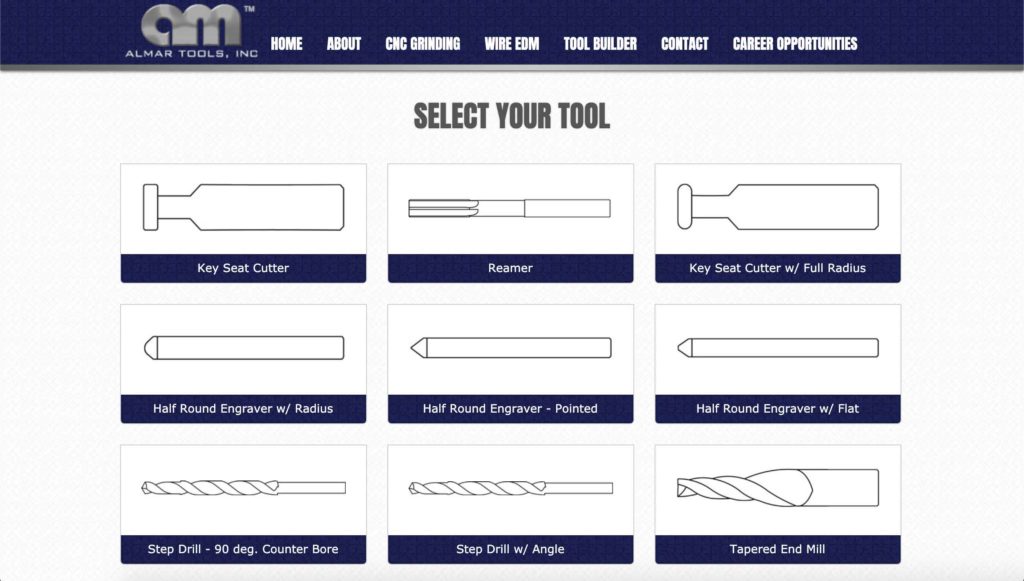 am™
ALMAR TOOLS, INC
HOME ABOUT CNC GRINDING WIRE EDM TOOL BUILDER CONTACT CAREER OPPORTUNITIES
SELECT YOUR TOOL
Key Seat Cutter
Reamer
Key Seat Cutter w/ Full Radius
Half Round Engraver w/ Radius
Half Round Engraver - Pointed
Half Round Engraver w/ Flat
Step Drill - 90 deg. Counter Bore
Step Drill w/ Angle
Tapered End Mill